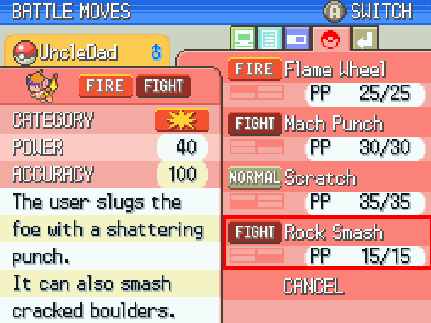 BATTLE MOVES
A SWITCH
UncleDad ♂
FIRE FIGHT
CATEGORY
POWER 40
ACCURACY 100
The user slugs the
foe with a shattering
punch.
It can also smash
cracked boulders.
FIRE Flame Wheel
PP 25/25
FIGHT Mach Punch
PP 30/30
NORMAL Scratch
PP 35/35
FIGHT Rock Smash
PP 15/15
CANCEL